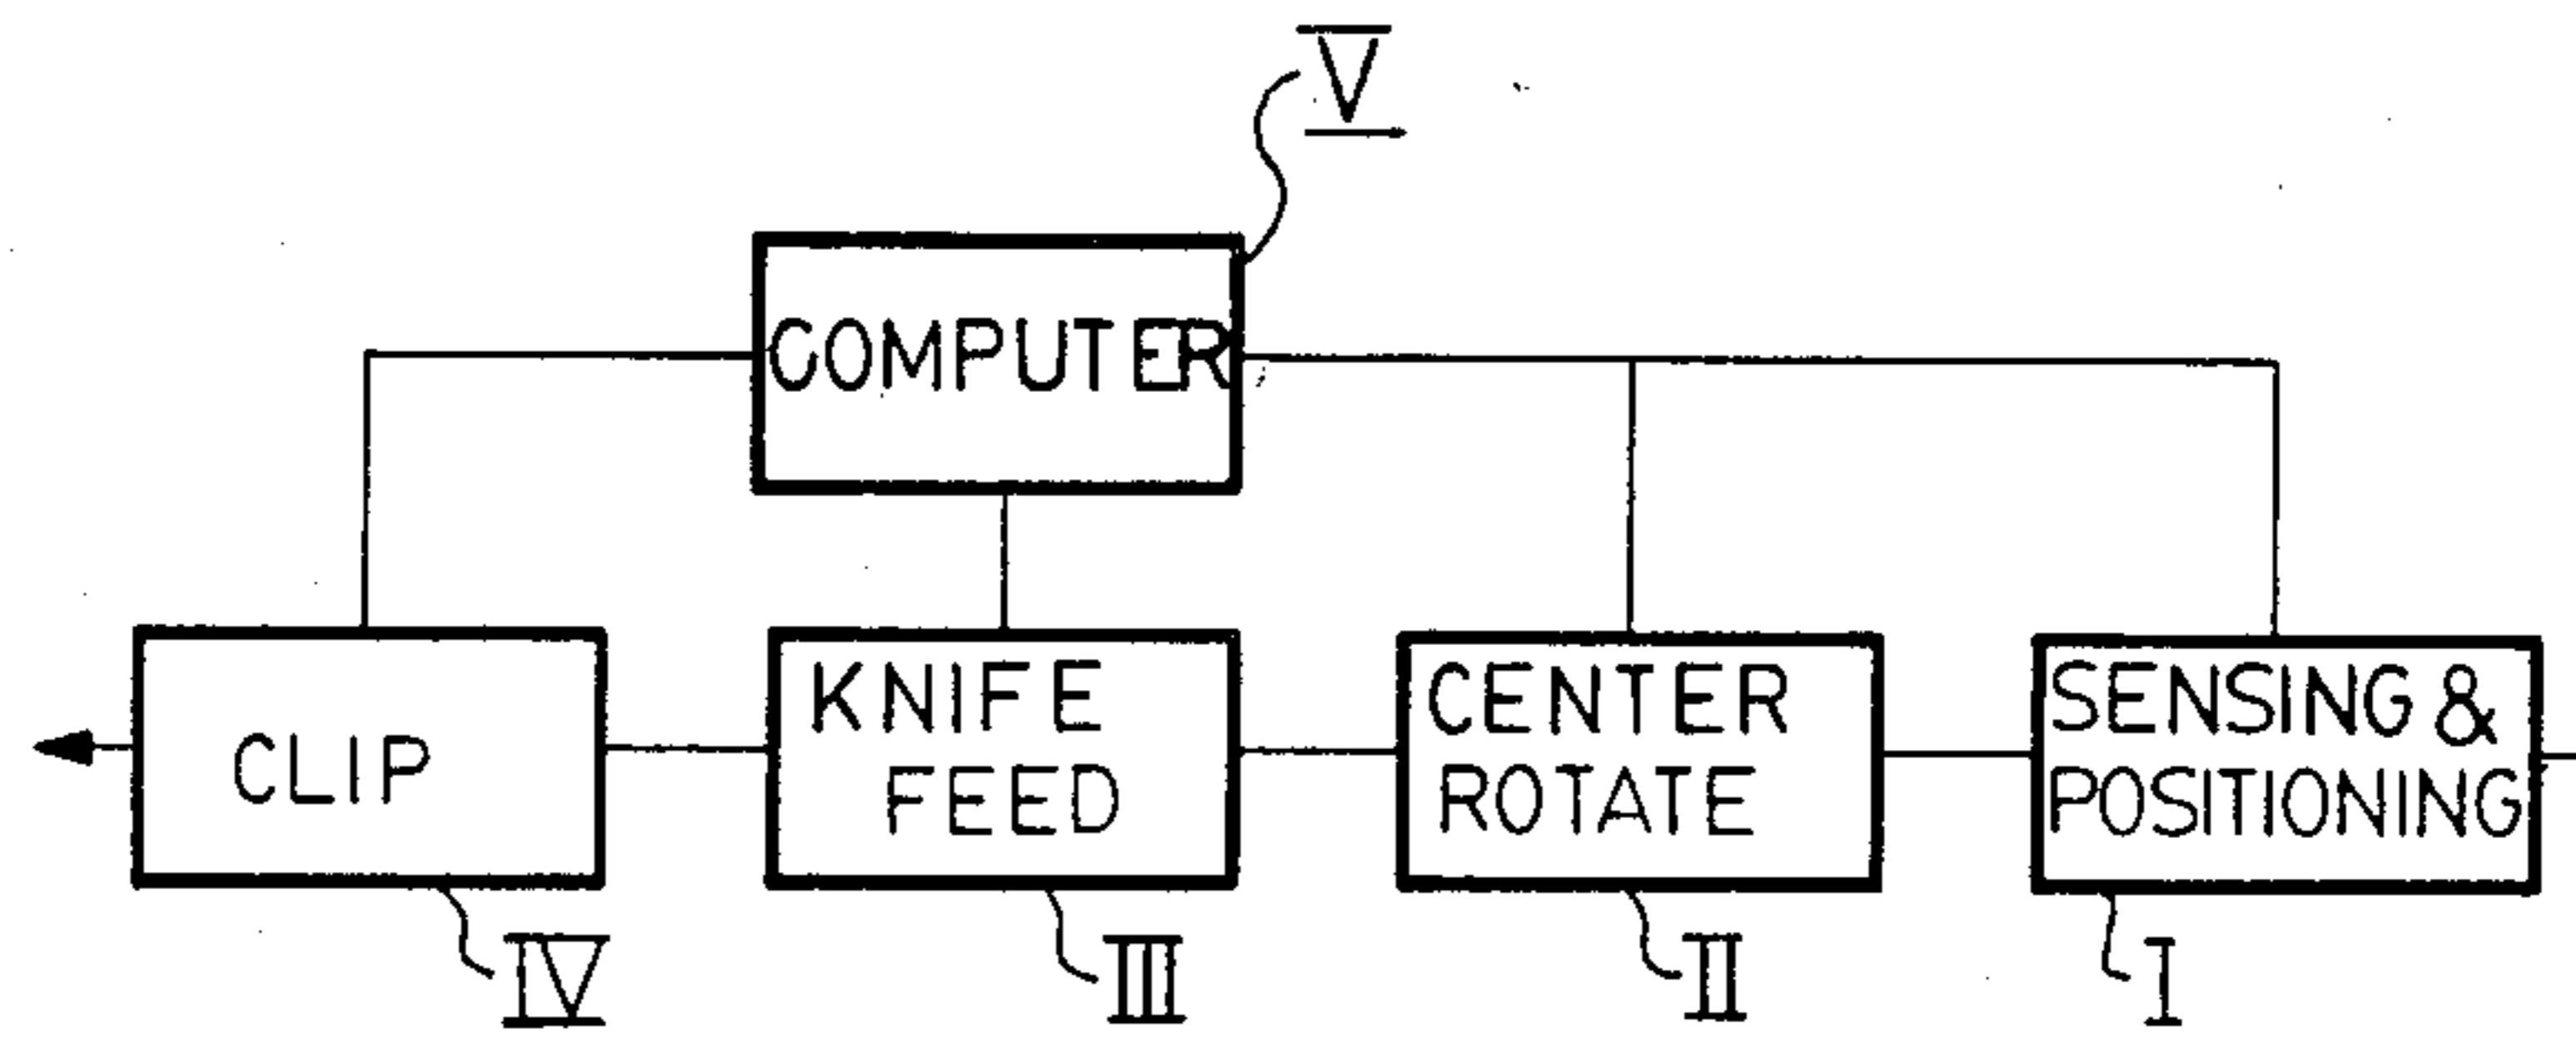 V
COMPUTER
CLIP
KNIFE
FEED
CENTER
ROTATE
SENSING &
POSITIONING
IV
III
II
I